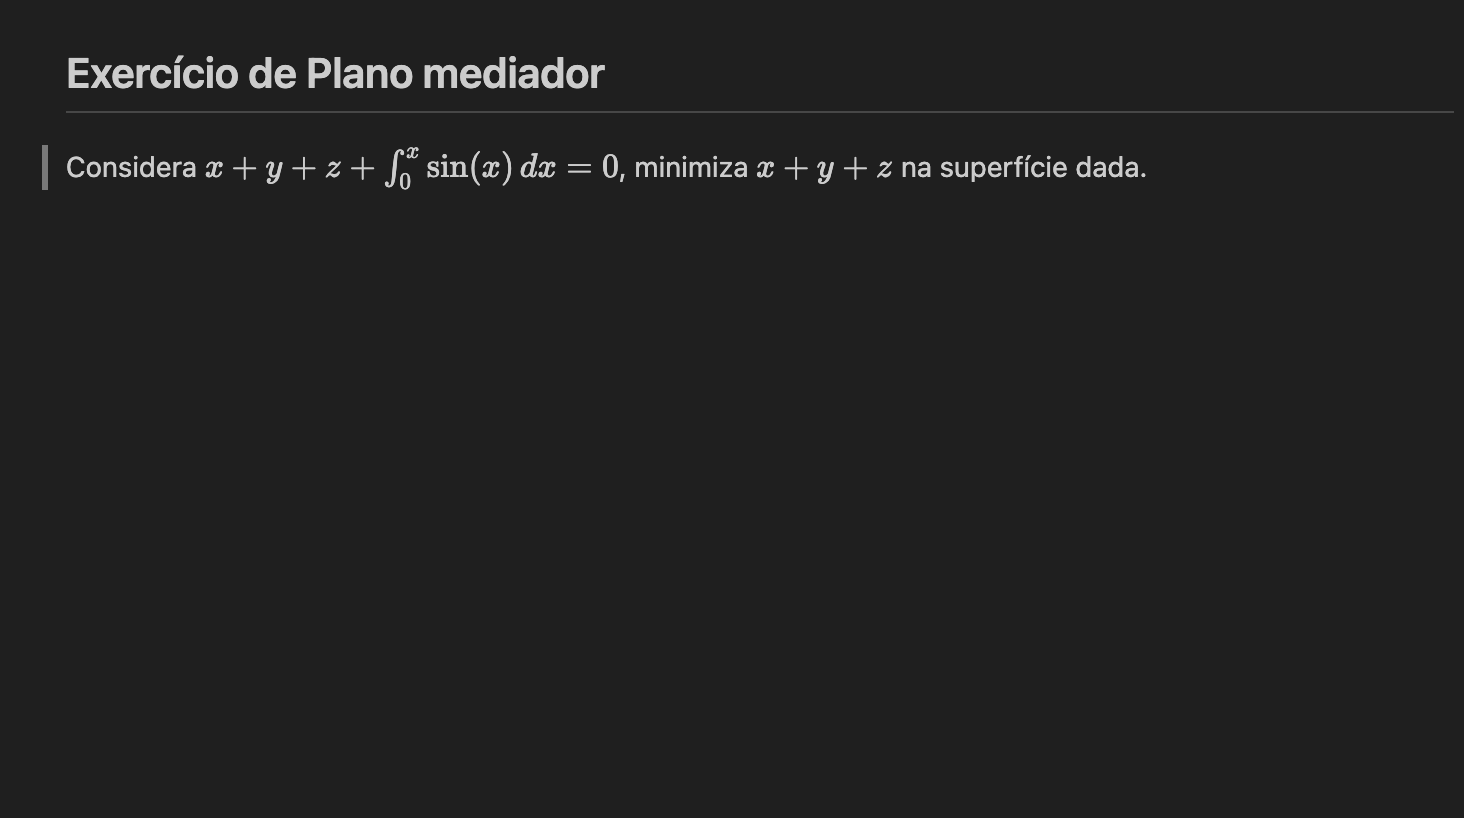 Exercício de Plano mediador
Considera $x + y + z + \int_0^x \sin(x)\,dx = 0$, minimiza $x + y + z$ na superfície dada.